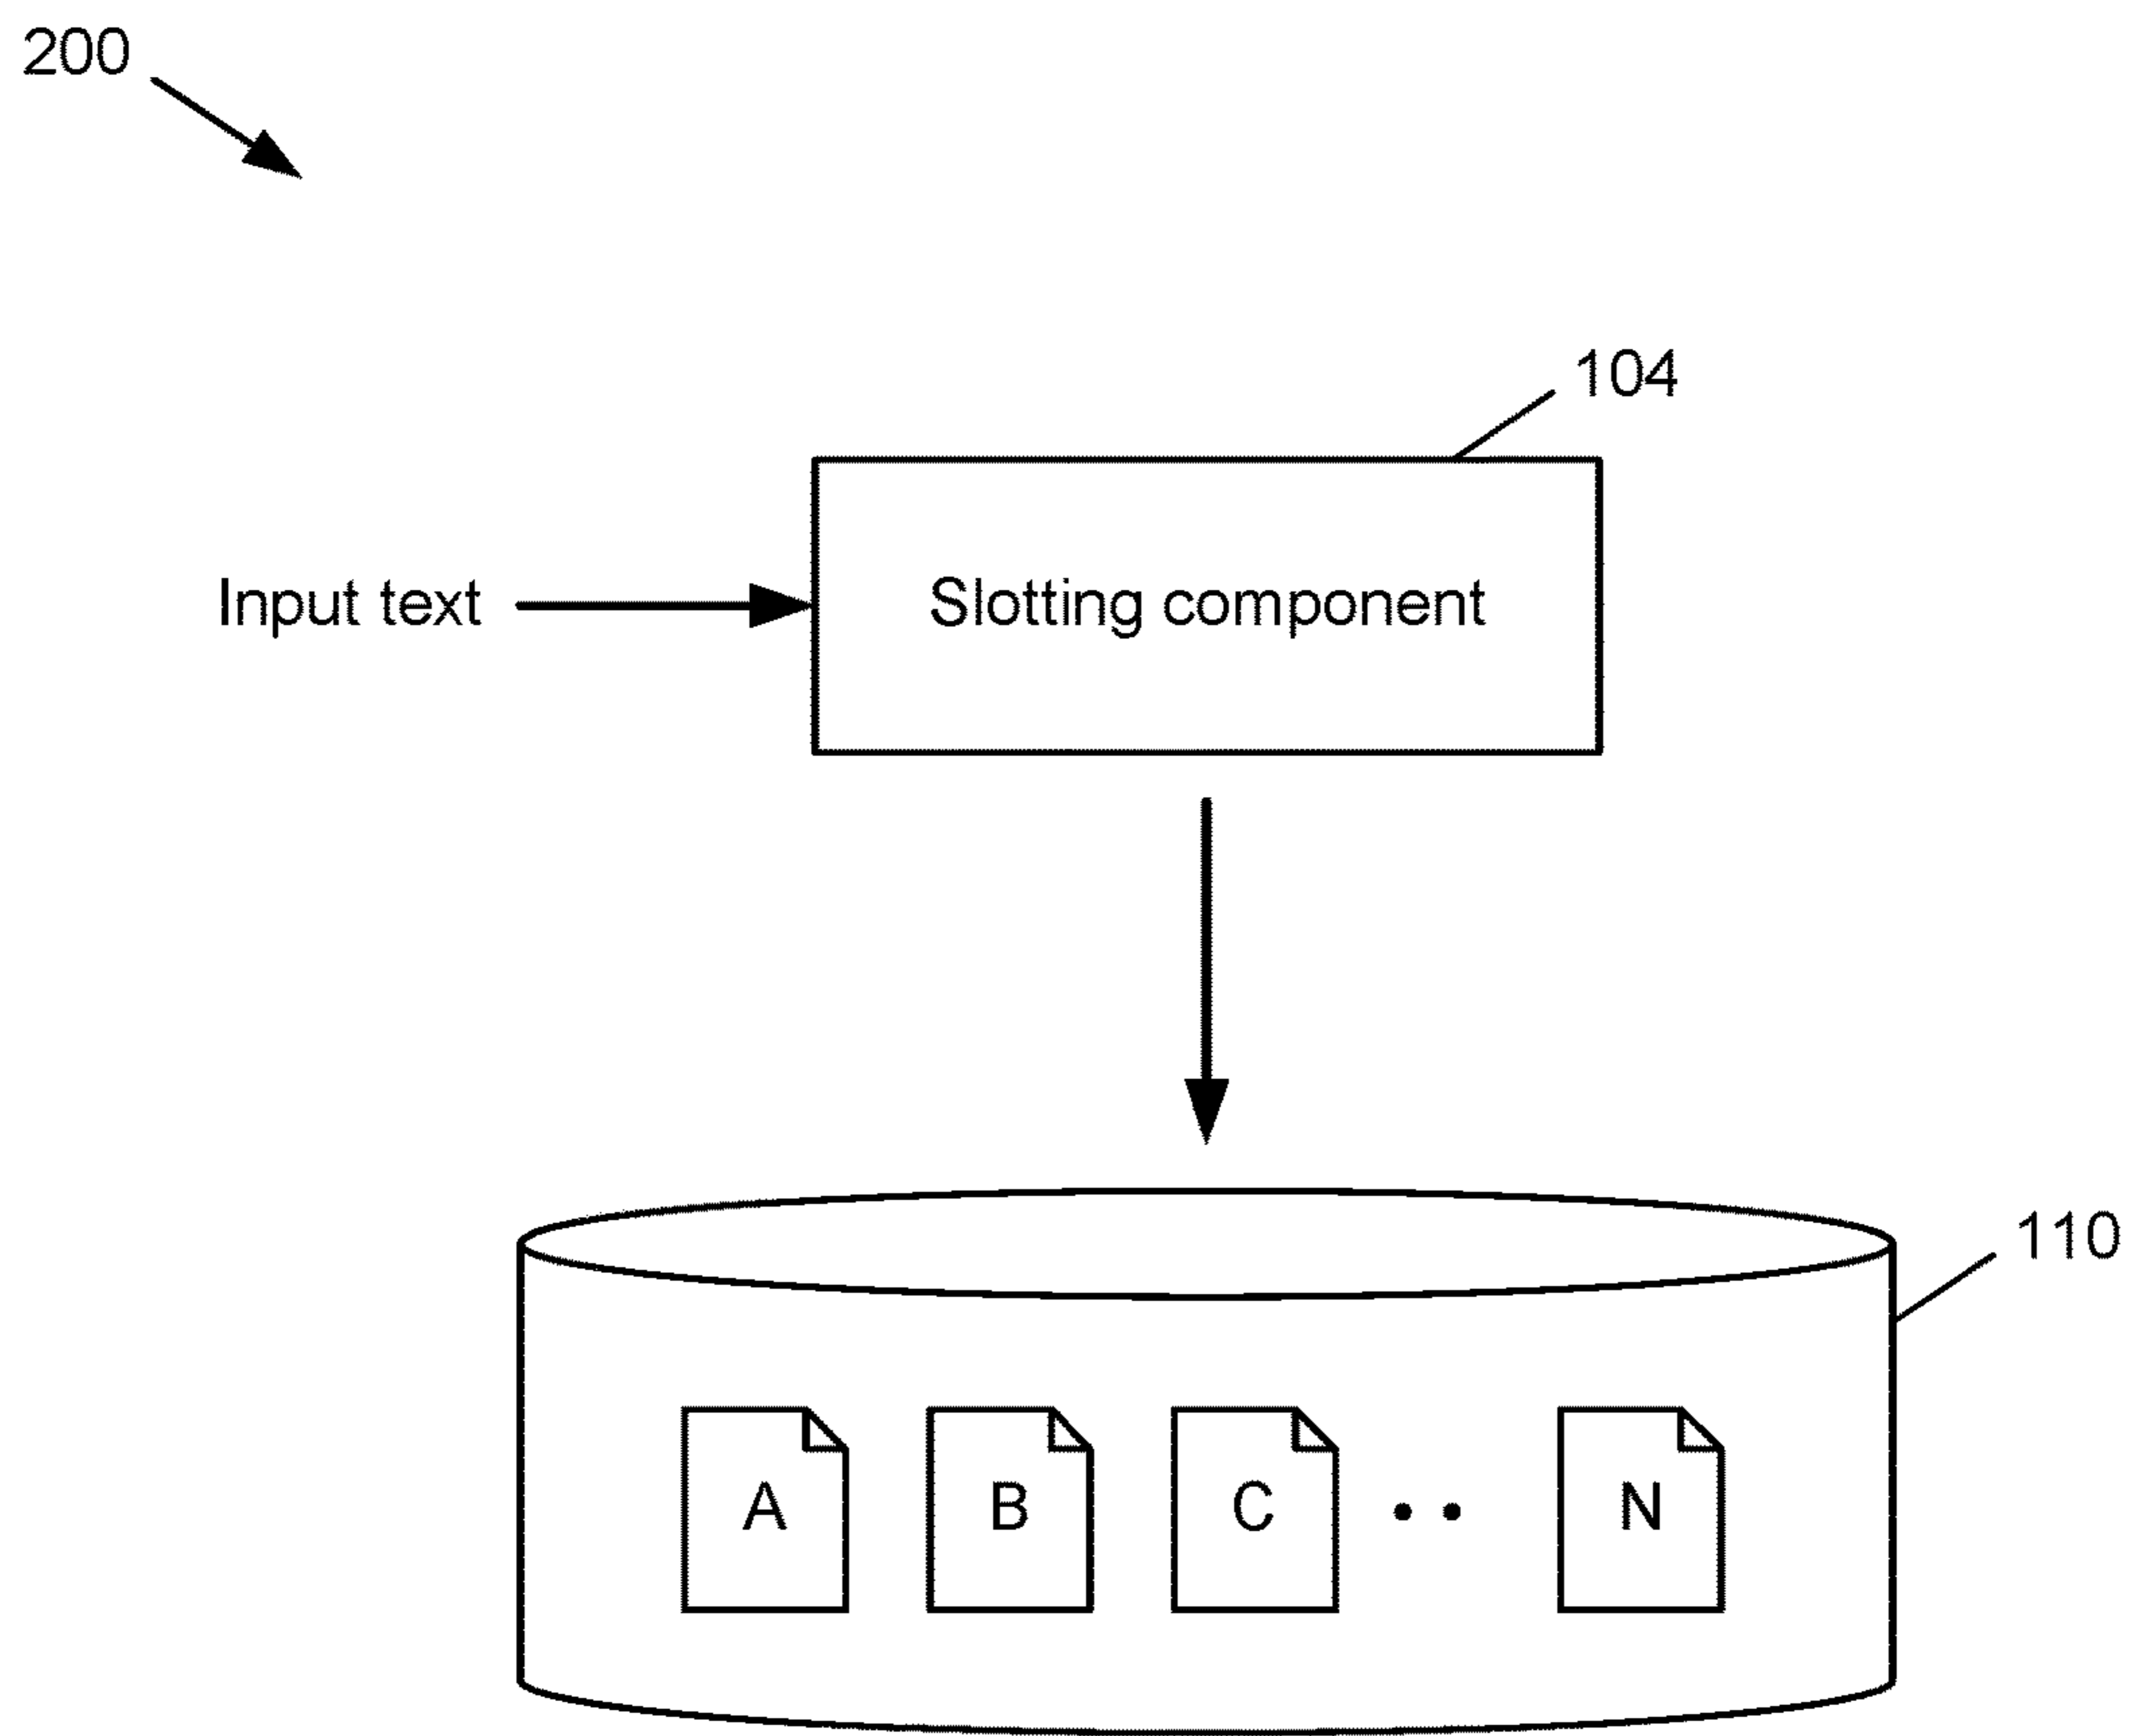 200
104
Input text
Slotting component
110
A B C N